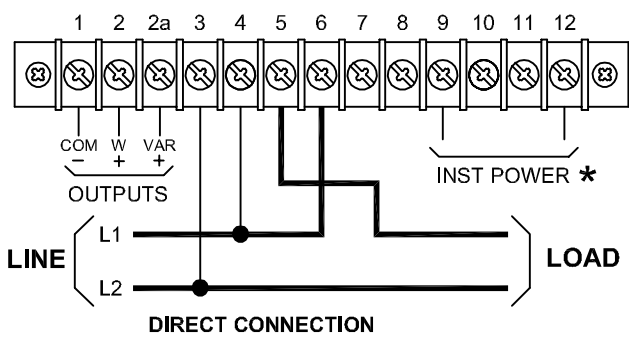 1 2 2a 3 4 5 6 7 8 9 10 11 12
COM W VAR
− + +
OUTPUTS
INST POWER *
L1
LINE LOAD
L2
DIRECT CONNECTION